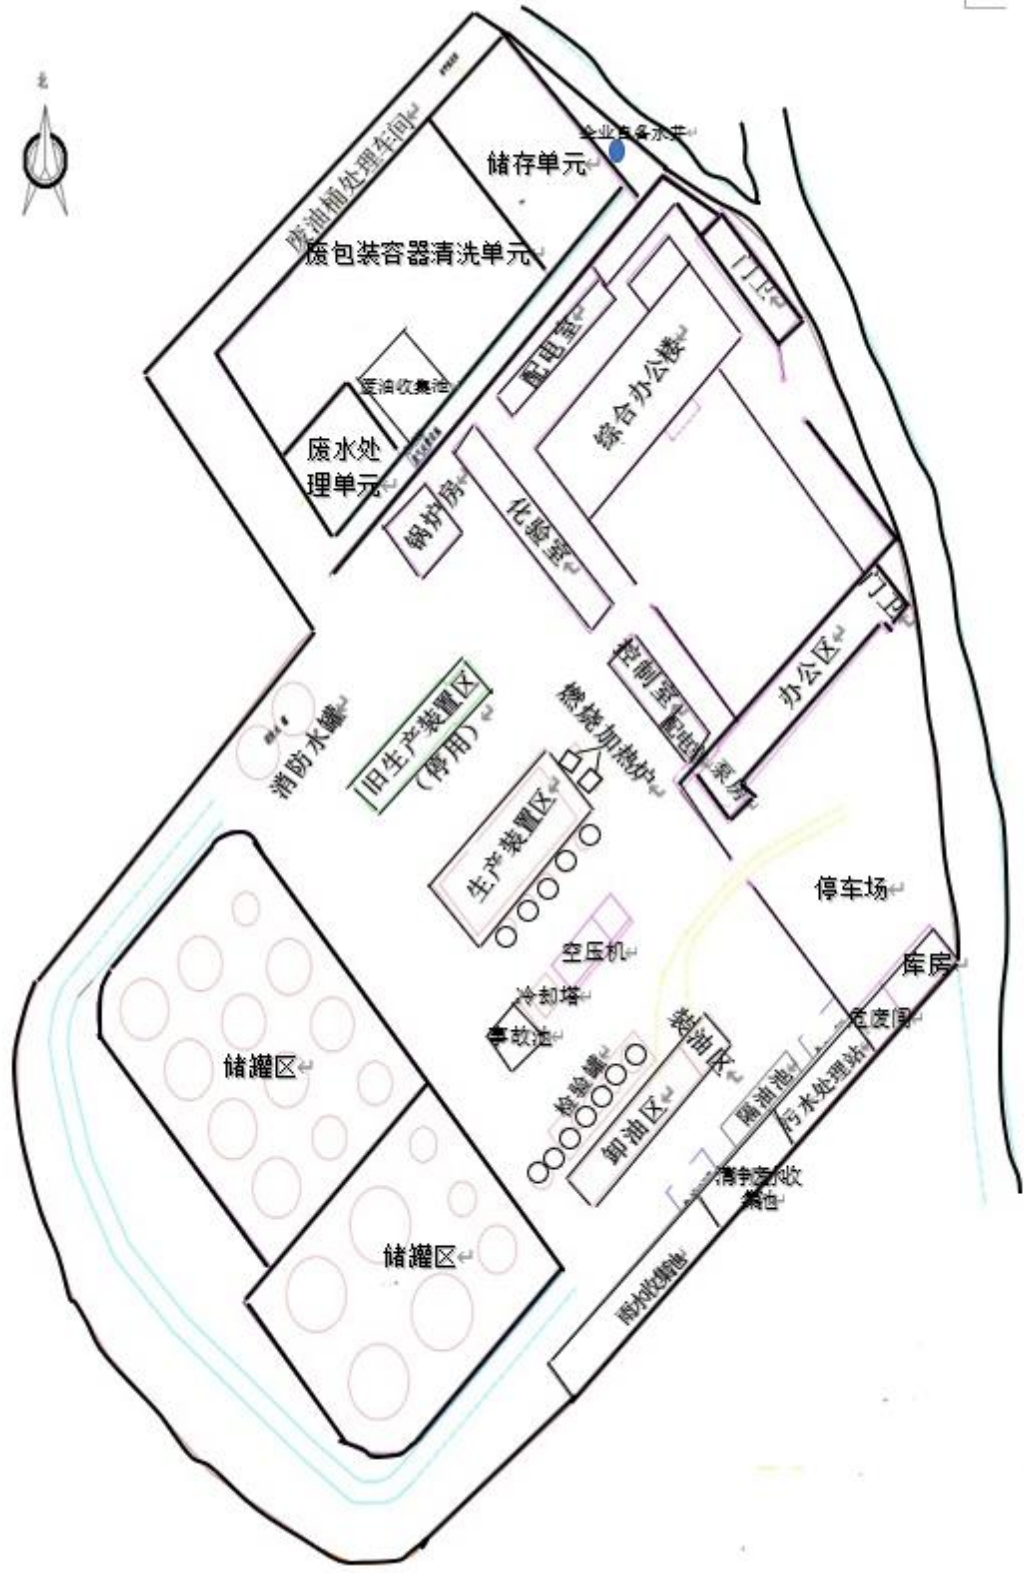 北
企业自备水井
储存单元
废油桶处理车间
废包装容器清洗单元
门卫
配电室
综合办公楼
废油收集池
废水处
理单元
锅炉房
化验室
门卫
控制室
配电室
办公区
旧生产装置区
（停用）
燃烧加热炉
消防水罐
泵房
生产装置区
停车场
空压机
库房
冷却塔
事故池
危废间
装油区
储罐区
检验罐
隔油池
污水处理站
卸油区
清净废水收
集池
储罐区
雨水收集池